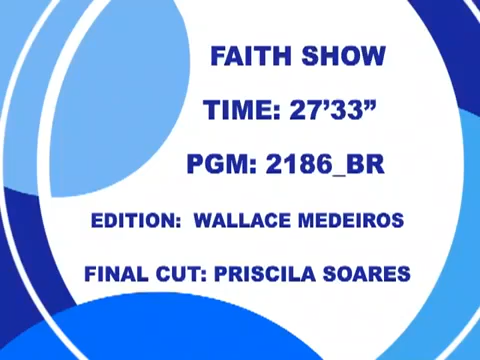 FAITH SHOW
TIME: 27’33”
PGM: 2186_BR
EDITION: WALLACE MEDEIROS
FINAL CUT: PRISCILA SOARES